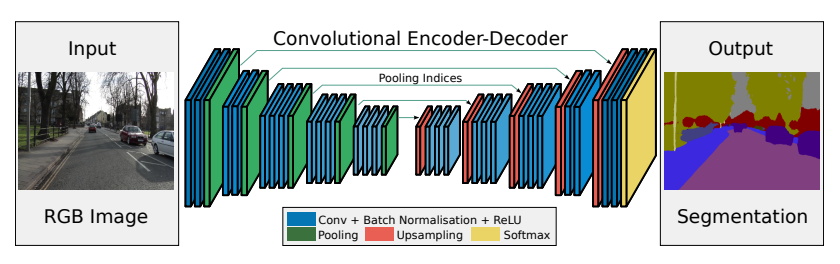 Input
RGB Image
Convolutional Encoder-Decoder
Pooling Indices
Conv + Batch Normalisation + ReLU
Pooling Upsampling Softmax
Output
Segmentation